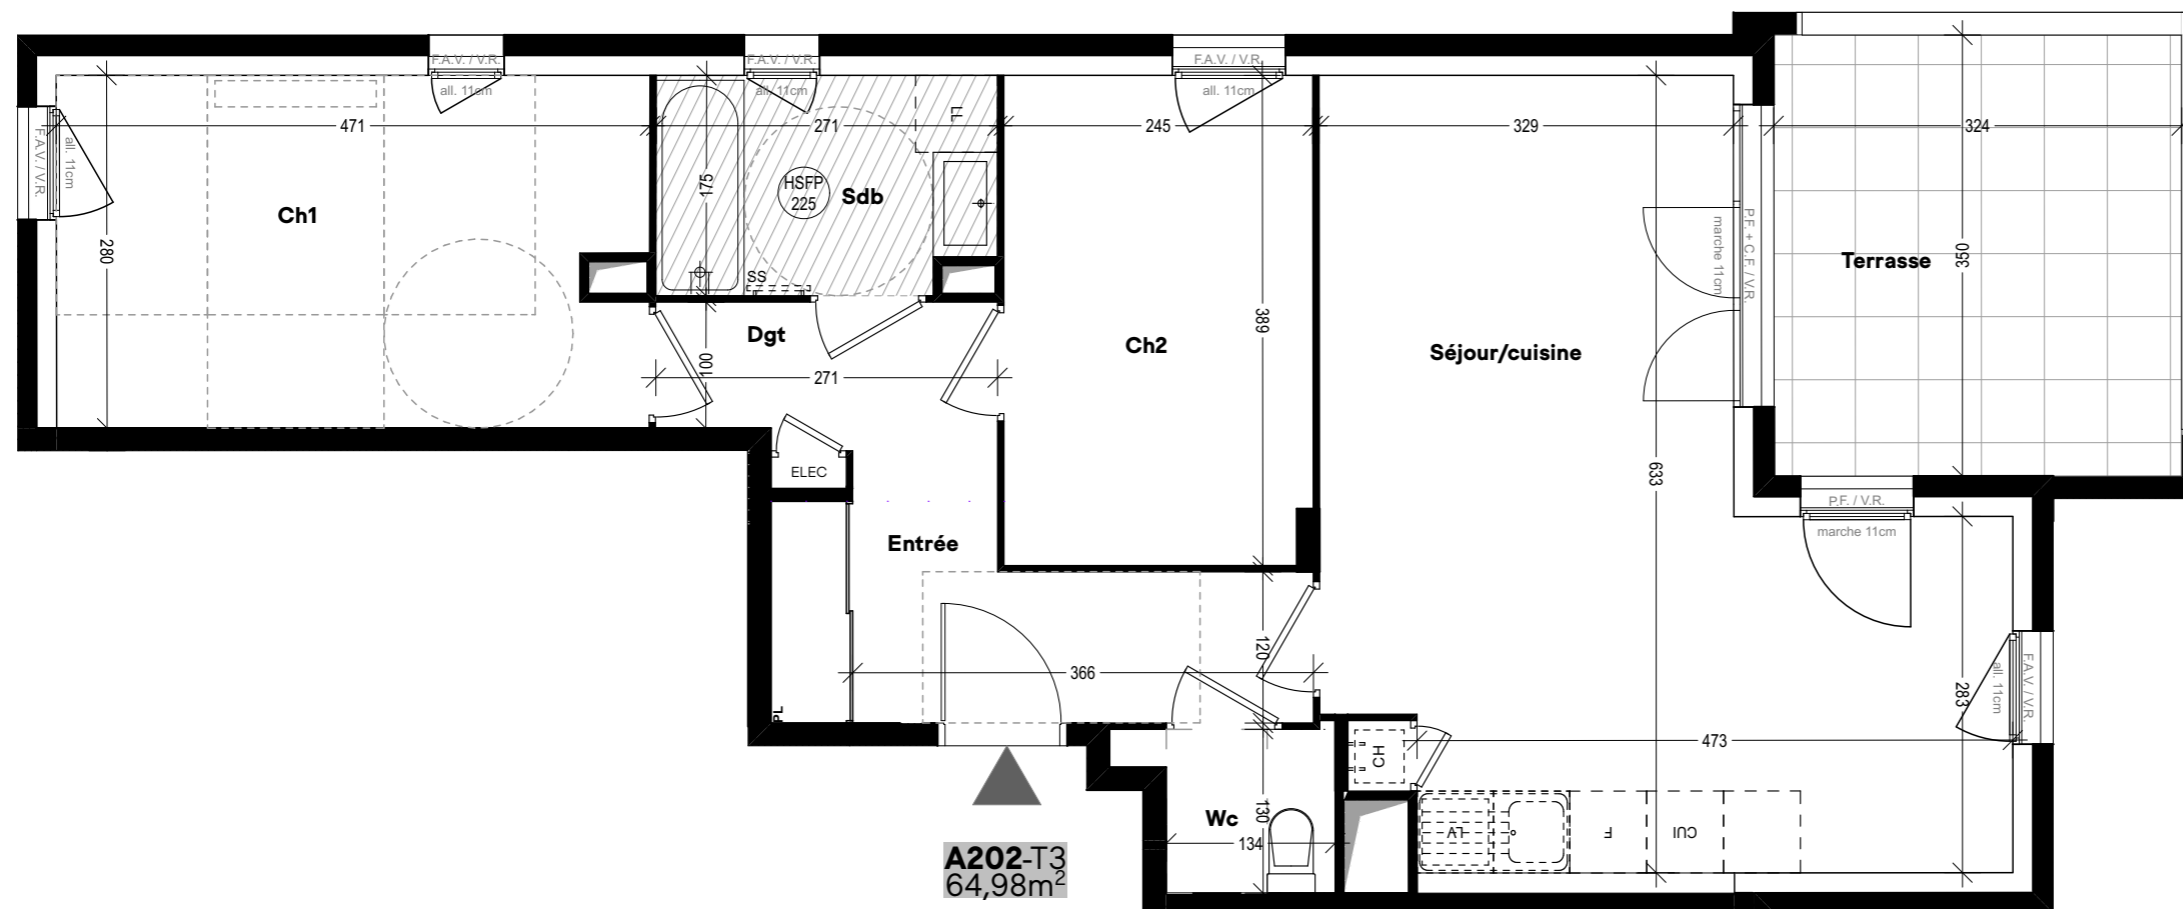 F.A.V. / V.R.
all. 11cm
F.A.V. / V.R.
all. 11cm
F.A.V. / V.R.
all. 11cm
471
271
245
329
324
F.A.V. / V.R.
all. 11cm
LL
175
HSFP
225
Sdb
Ch1
280
SS
P.F. + C.F. / V.R.
marche 11cm
Terrasse
350
Dgt
100
271
389
Ch2
Séjour/cuisine
633
ELEC
P.F. / V.R.
marche 11cm
Entrée
120
366
283
F.A.V. / V.R.
all. 11cm
PL
CH
473
Wc
130
134
LV
F
CUI
A202-T3
64,98m²